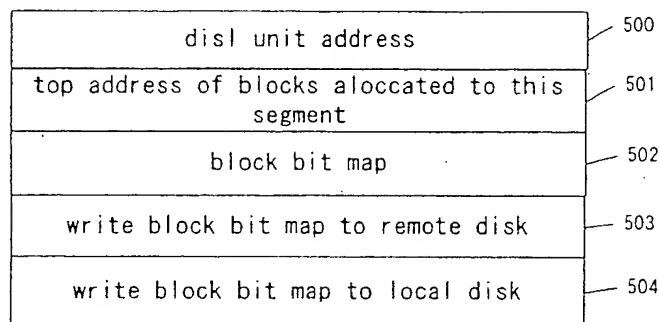 disl unit address
500
top address of blocks aloccated to this
segment
501
block bit map
502
write block bit map to remote disk
503
write block bit map to local disk
504